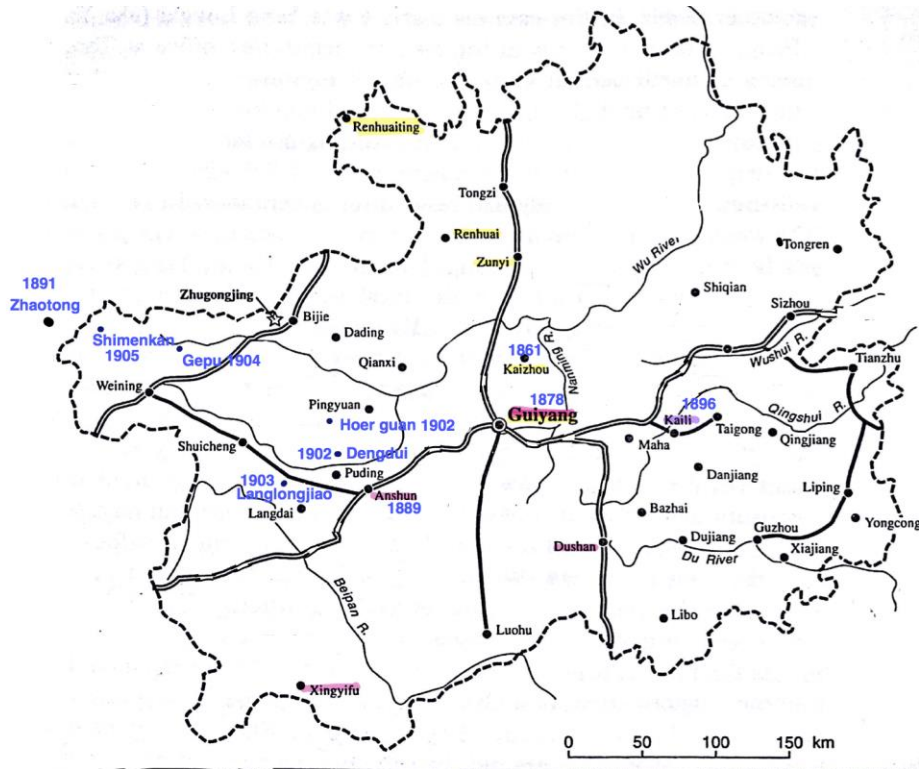 Renhuaiting
Tongzi
Renhuai
Zunyi
Wu River
Tongren
Shiqian
1891
Zhaotong
Zhugongjing
Bijie
Sizhou
Shimenkan
1905
Gepu 1904
Dading
Qianxi
Nanming R.
1861
Kaizhou
Wushui R.
Tianzhu
Weining
Pingyuan
1878
Guiyang
1896
Kaili
Qingshui R.
Hoer guan 1902
Taigong
Qingjiang
Maha
Shuicheng
1902 Dengdui
Puding
Danjiang
1903
Langlongjiao
Anshun
1889
Langdai
Bazhai
Liping
Yongcong
Dushan
Dujiang
Guzhou
Du River
Xiajiang
Beipan R.
Luohu
Libo
Xingyifu
0 50 100 150 km